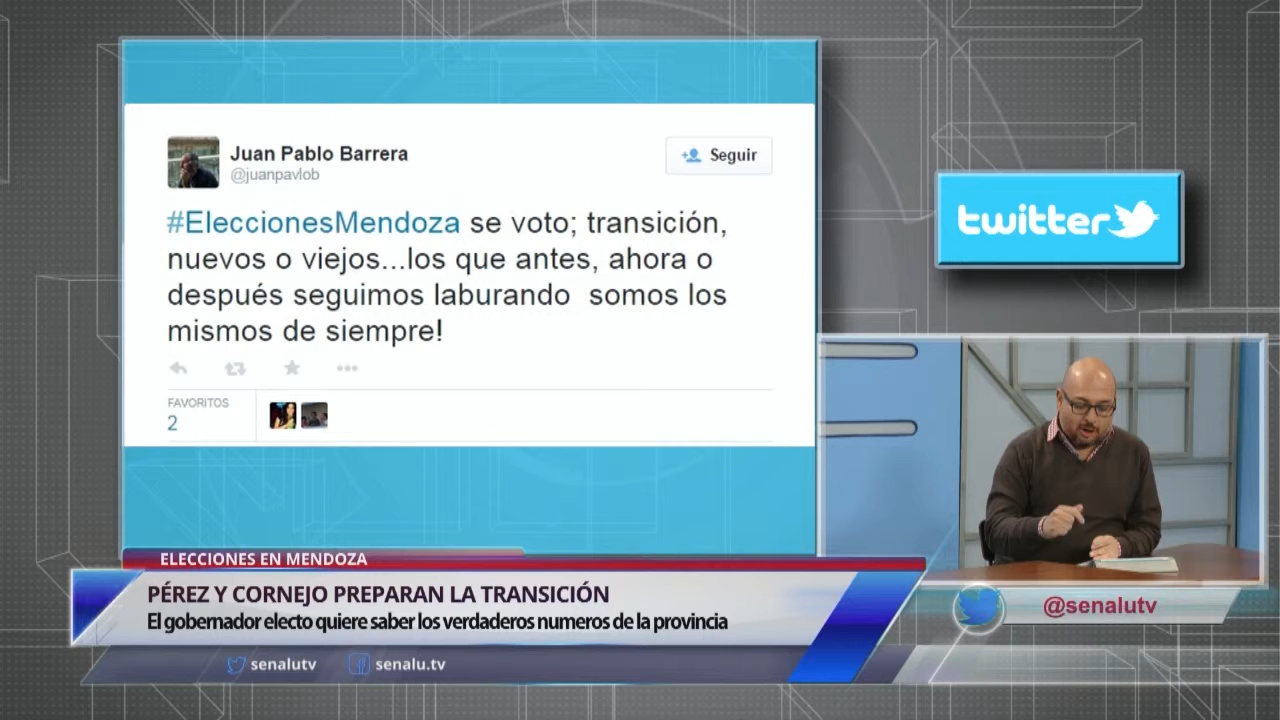 Juan Pablo Barrera
@juanpavlob
Seguir
#EleccionesMendoza se voto; transición,
nuevos o viejos...los que antes, ahora o
después seguimos laburando somos los
mismos de siempre!
FAVORITOS
2
twitter
ELECCIONES EN MENDOZA
PÉREZ Y CORNEJO PREPARAN LA TRANSICIÓN
El gobernador electo quiere saber los verdaderos numeros de la provincia
@senalutv
senalutv
senalu.tv